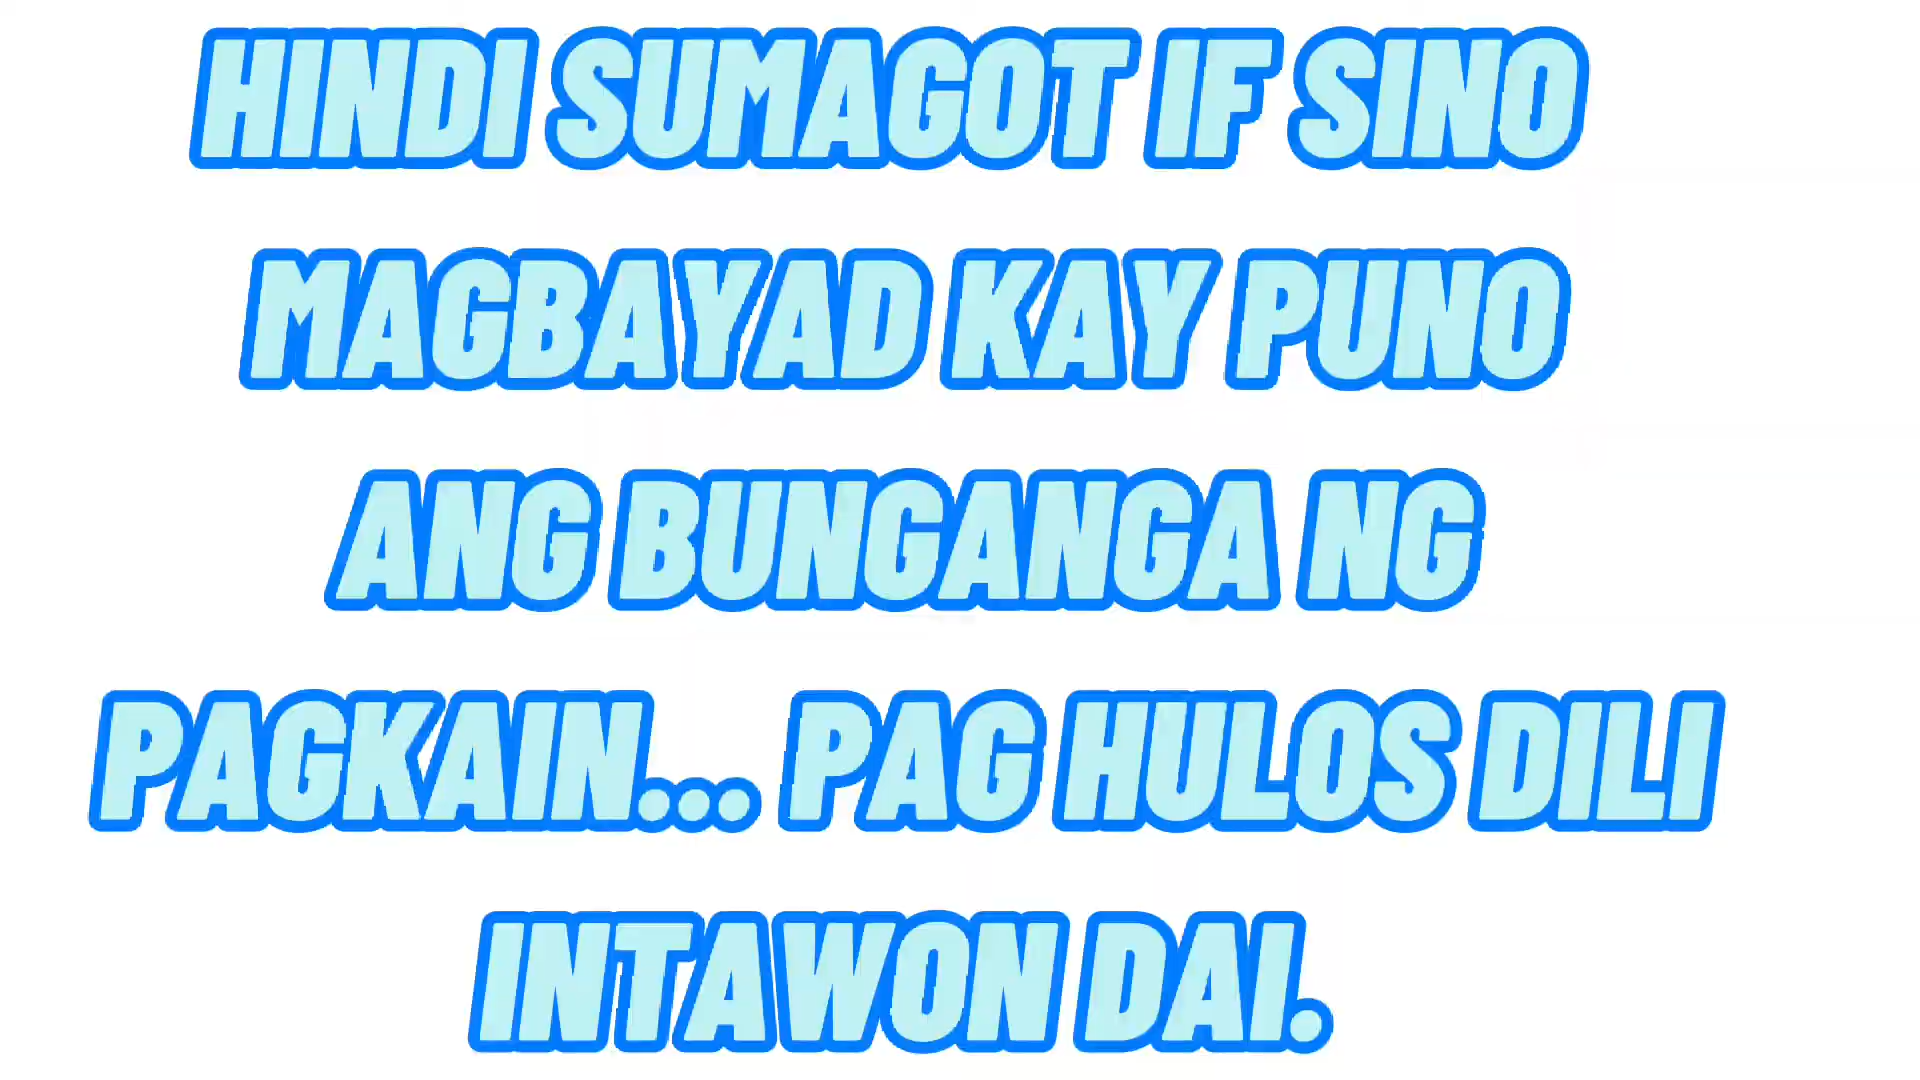 HINDI SUMAGOT IF SINO
MAGBAYAD KAY PUNO
ANG BUNGANGA NG
PAGKAIN... PAG HULOS DILI
INTAWON DAI.